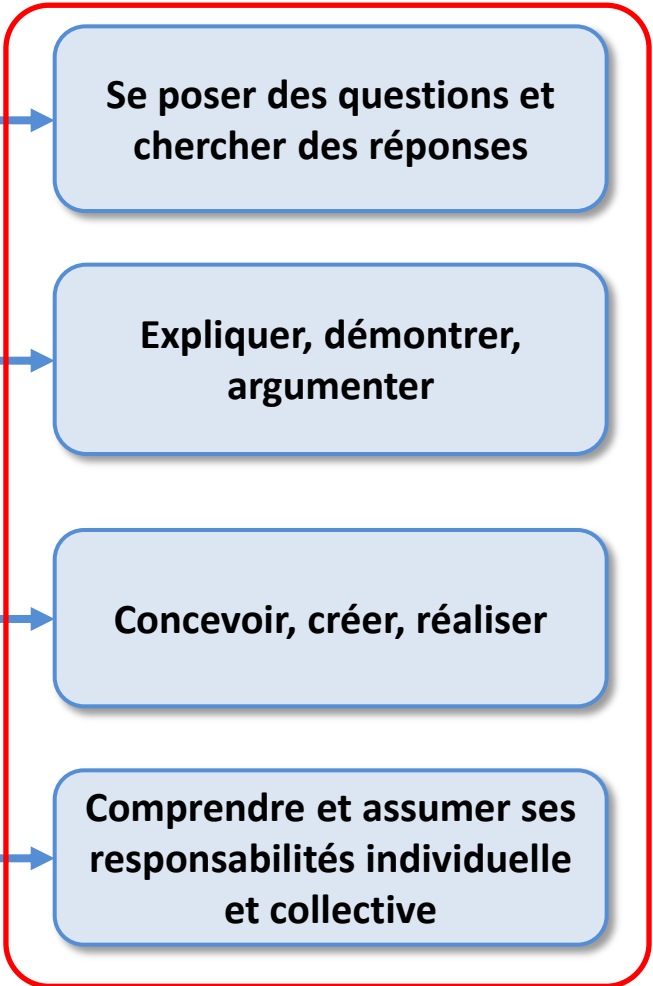 Se poser des questions et
chercher des réponses
Expliquer, démontrer,
argumenter
Concevoir, créer, réaliser
Comprendre et assumer ses
responsabilités individuelle
et collective